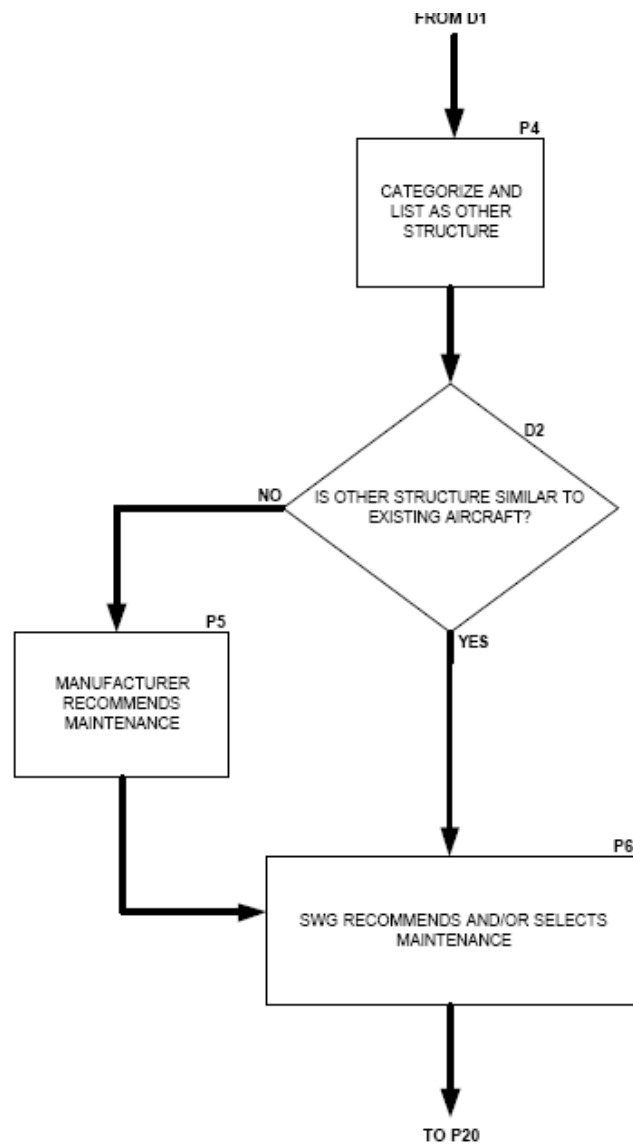 FROM D1
P4
CATEGORIZE AND
LIST AS OTHER
STRUCTURE
D2
NO
IS OTHER STRUCTURE SIMILAR TO
EXISTING AIRCRAFT?
P5
YES
MANUFACTURER
RECOMMENDS
MAINTENANCE
P6
SWG RECOMMENDS AND/OR SELECTS
MAINTENANCE
TO P20